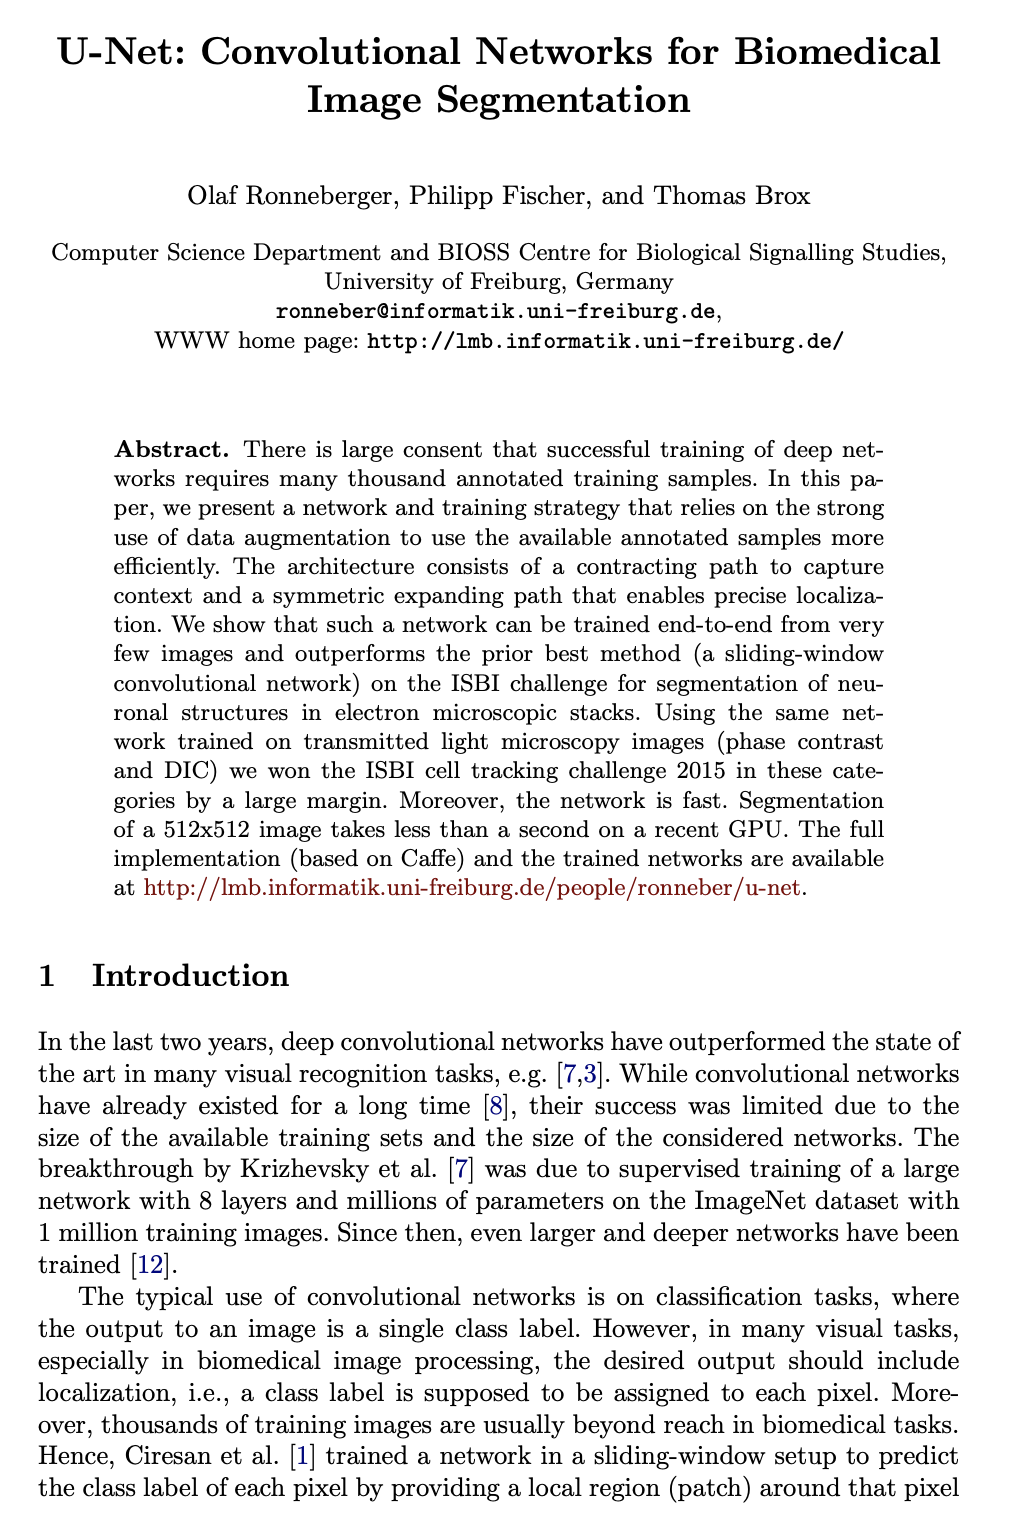 U-Net: Convolutional Networks for Biomedical
Image Segmentation
Olaf Ronneberger, Philipp Fischer, and Thomas Brox
Computer Science Department and BIOSS Centre for Biological Signalling Studies,
University of Freiburg, Germany
ronneber@informatik.uni-freiburg.de,
WWW home page: http://lmb.informatik.uni-freiburg.de/
Abstract. There is large consent that successful training of deep net-
works requires many thousand annotated training samples. In this pa-
per, we present a network and training strategy that relies on the strong
use of data augmentation to use the available annotated samples more
efficiently. The architecture consists of a contracting path to capture
context and a symmetric expanding path that enables precise localiza-
tion. We show that such a network can be trained end-to-end from very
few images and outperforms the prior best method (a sliding-window
convolutional network) on the ISBI challenge for segmentation of neu-
ronal structures in electron microscopic stacks. Using the same net-
work trained on transmitted light microscopy images (phase contrast
and DIC) we won the ISBI cell tracking challenge 2015 in these cate-
gories by a large margin. Moreover, the network is fast. Segmentation
of a 512x512 image takes less than a second on a recent GPU. The full
implementation (based on Caffe) and the trained networks are available
at http://lmb.informatik.uni-freiburg.de/people/ronneber/u-net.
1 Introduction
In the last two years, deep convolutional networks have outperformed the state of
the art in many visual recognition tasks, e.g. [7,3]. While convolutional networks
have already existed for a long time [8], their success was limited due to the
size of the available training sets and the size of the considered networks. The
breakthrough by Krizhevsky et al. [7] was due to supervised training of a large
network with 8 layers and millions of parameters on the ImageNet dataset with
1 million training images. Since then, even larger and deeper networks have been
trained [12].
The typical use of convolutional networks is on classification tasks, where
the output to an image is a single class label. However, in many visual tasks,
especially in biomedical image processing, the desired output should include
localization, i.e., a class label is supposed to be assigned to each pixel. More-
over, thousands of training images are usually beyond reach in biomedical tasks.
Hence, Ciresan et al. [1] trained a network in a sliding-window setup to predict
the class label of each pixel by providing a local region (patch) around that pixel